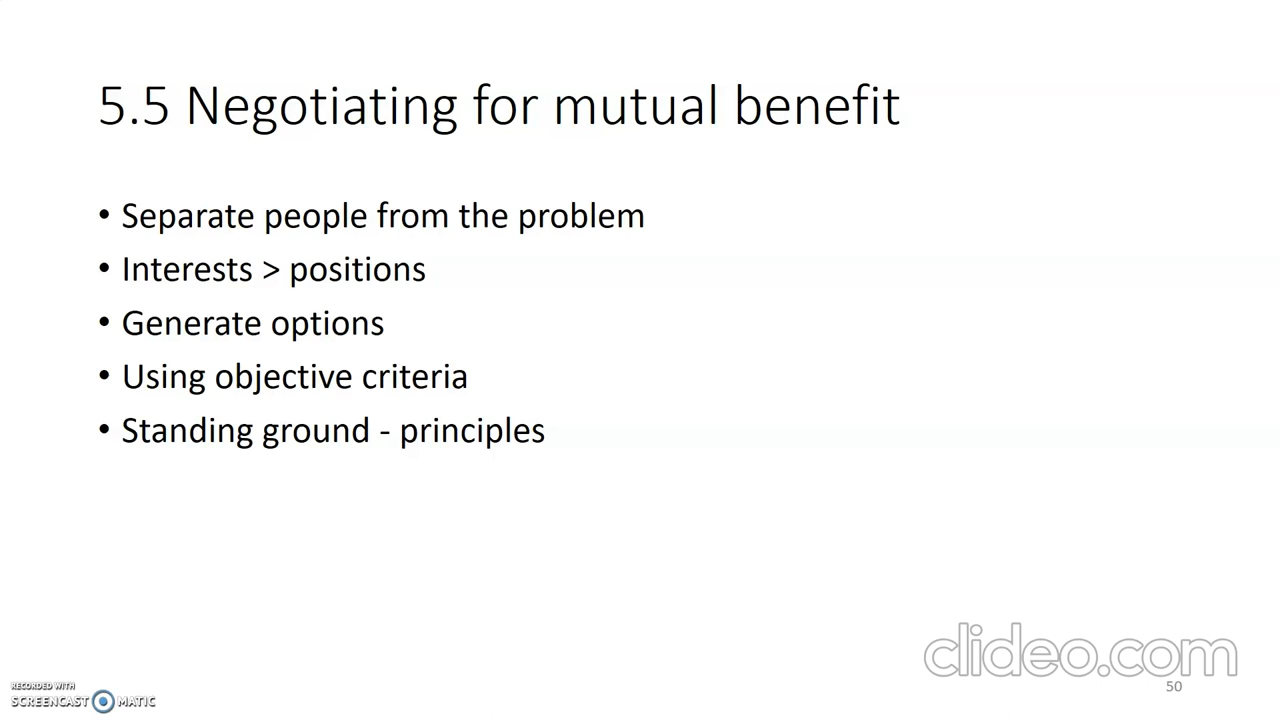 5.5 Negotiating for mutual benefit
• Separate people from the problem
• Interests > positions
• Generate options
• Using objective criteria
• Standing ground - principles
clideo.com
50
RECORDED WITH
SCREENCAST MATIC